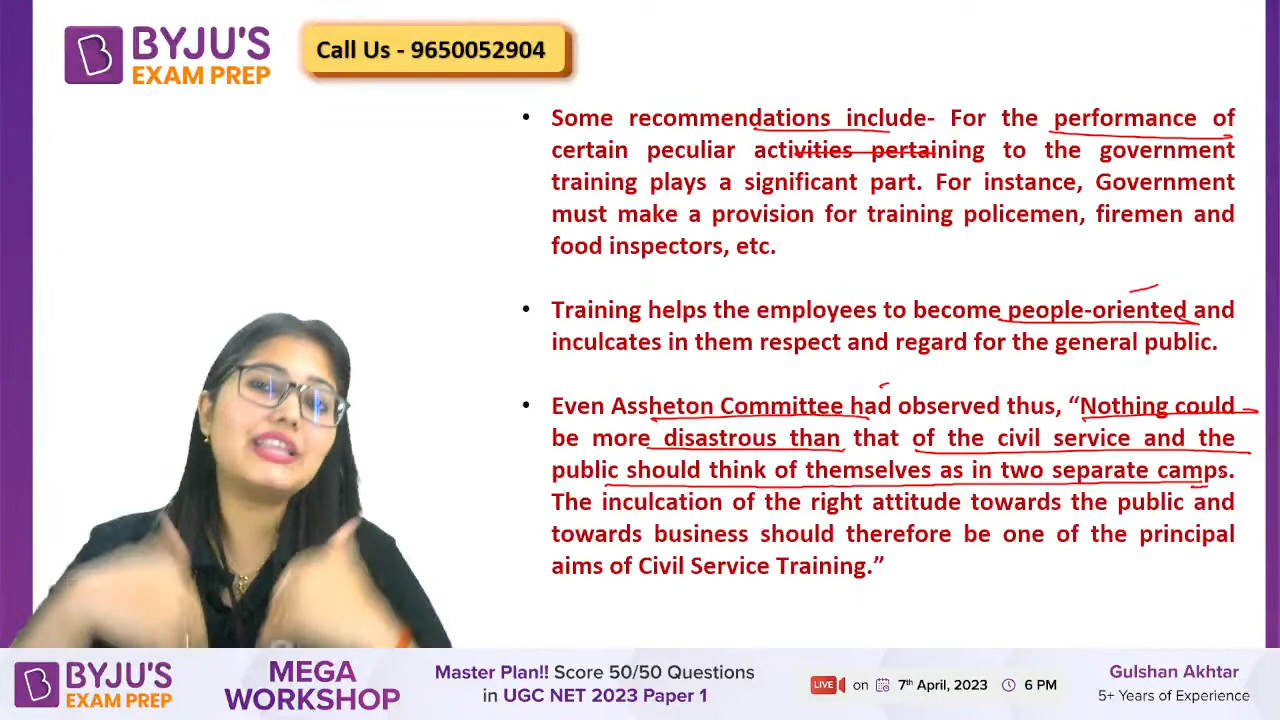 BYJU'S
EXAM PREP
Call Us - 9650052904
• Some recommendations include- For the performance of
certain peculiar activities pertaining to the government
training plays a significant part. For instance, Government
must make a provision for training policemen, firemen and
food inspectors, etc.
• Training helps the employees to become people-oriented and
inculcates in them respect and regard for the general public.
• Even Assheton Committee had observed thus, “Nothing could
be more disastrous than that of the civil service and the
public should think of themselves as in two separate camps.
The inculcation of the right attitude towards the public and
towards business should therefore be one of the principal
aims of Civil Service Training.”
BYJU'S
EXAM PREP
MEGA
WORKSHOP
Master Plan!! Score 50/50 Questions
in UGC NET 2023 Paper 1
LIVE on 7th April, 2023 6 PM
Gulshan Akhtar
5+ Years of Experience